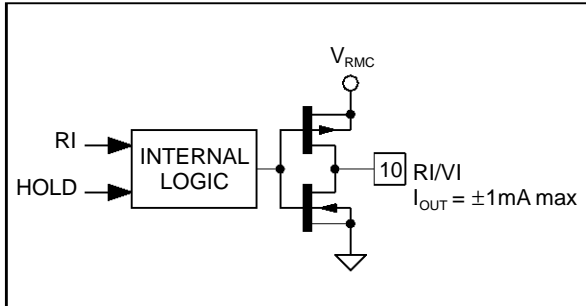 V_RMC
RI
HOLD
INTERNAL
LOGIC
10 RI/VI
I_OUT = ±1mA max